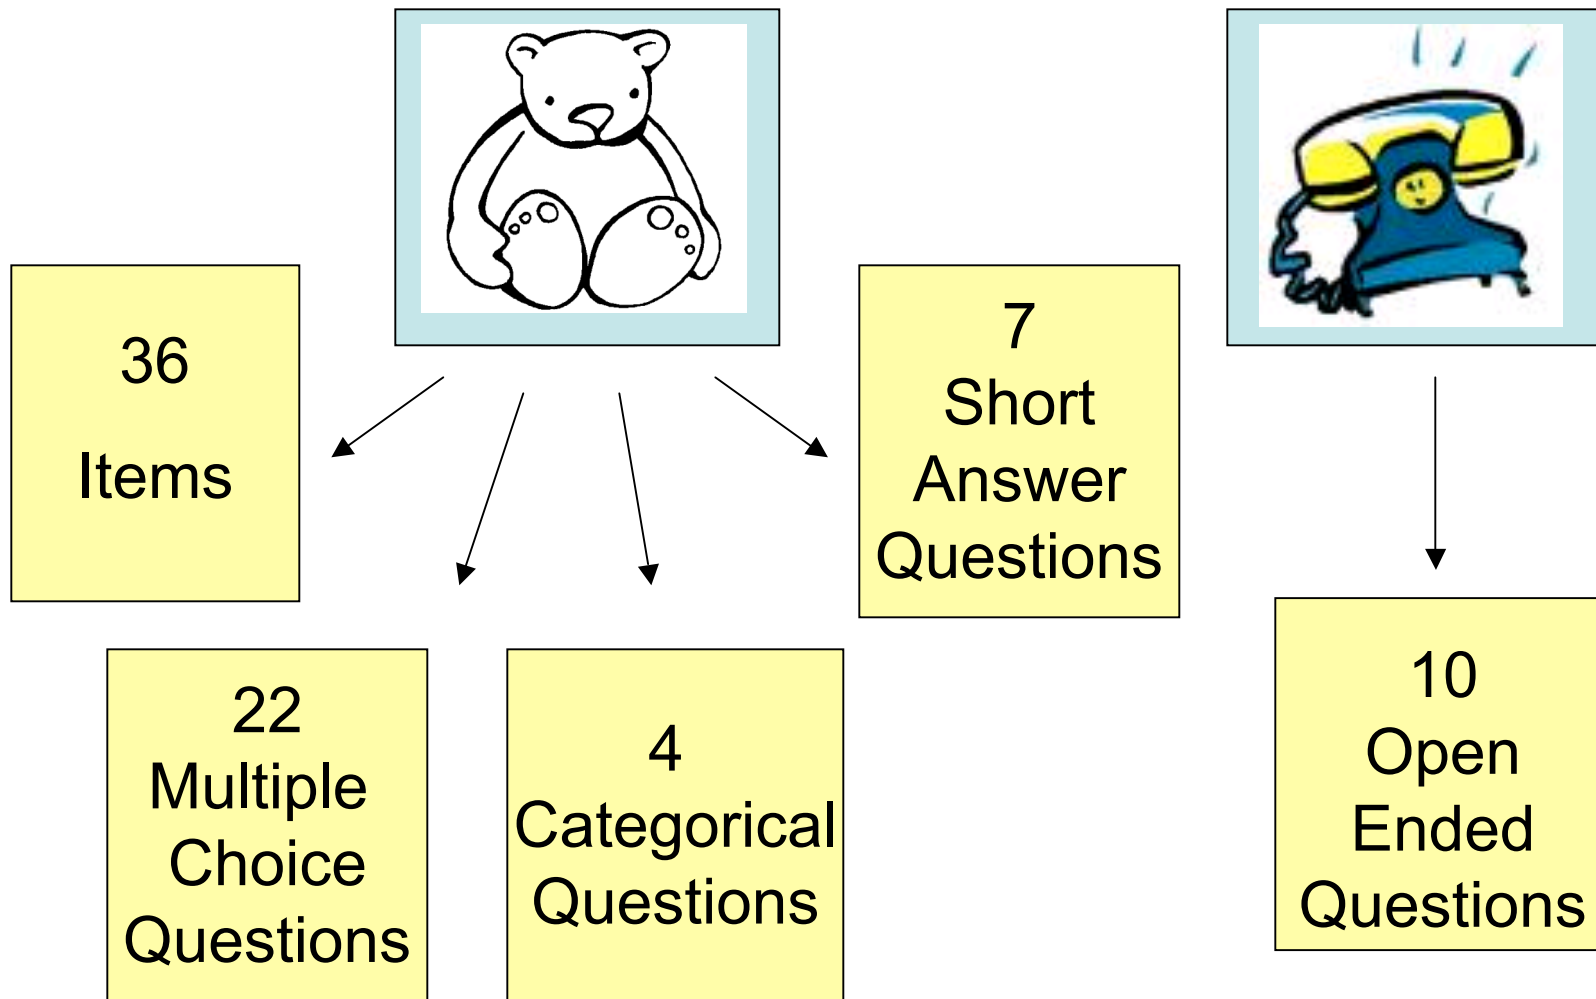 36
Items
7
Short
Answer
Questions
22
Multiple
Choice
Questions
4
Categorical
Questions
10
Open
Ended
Questions